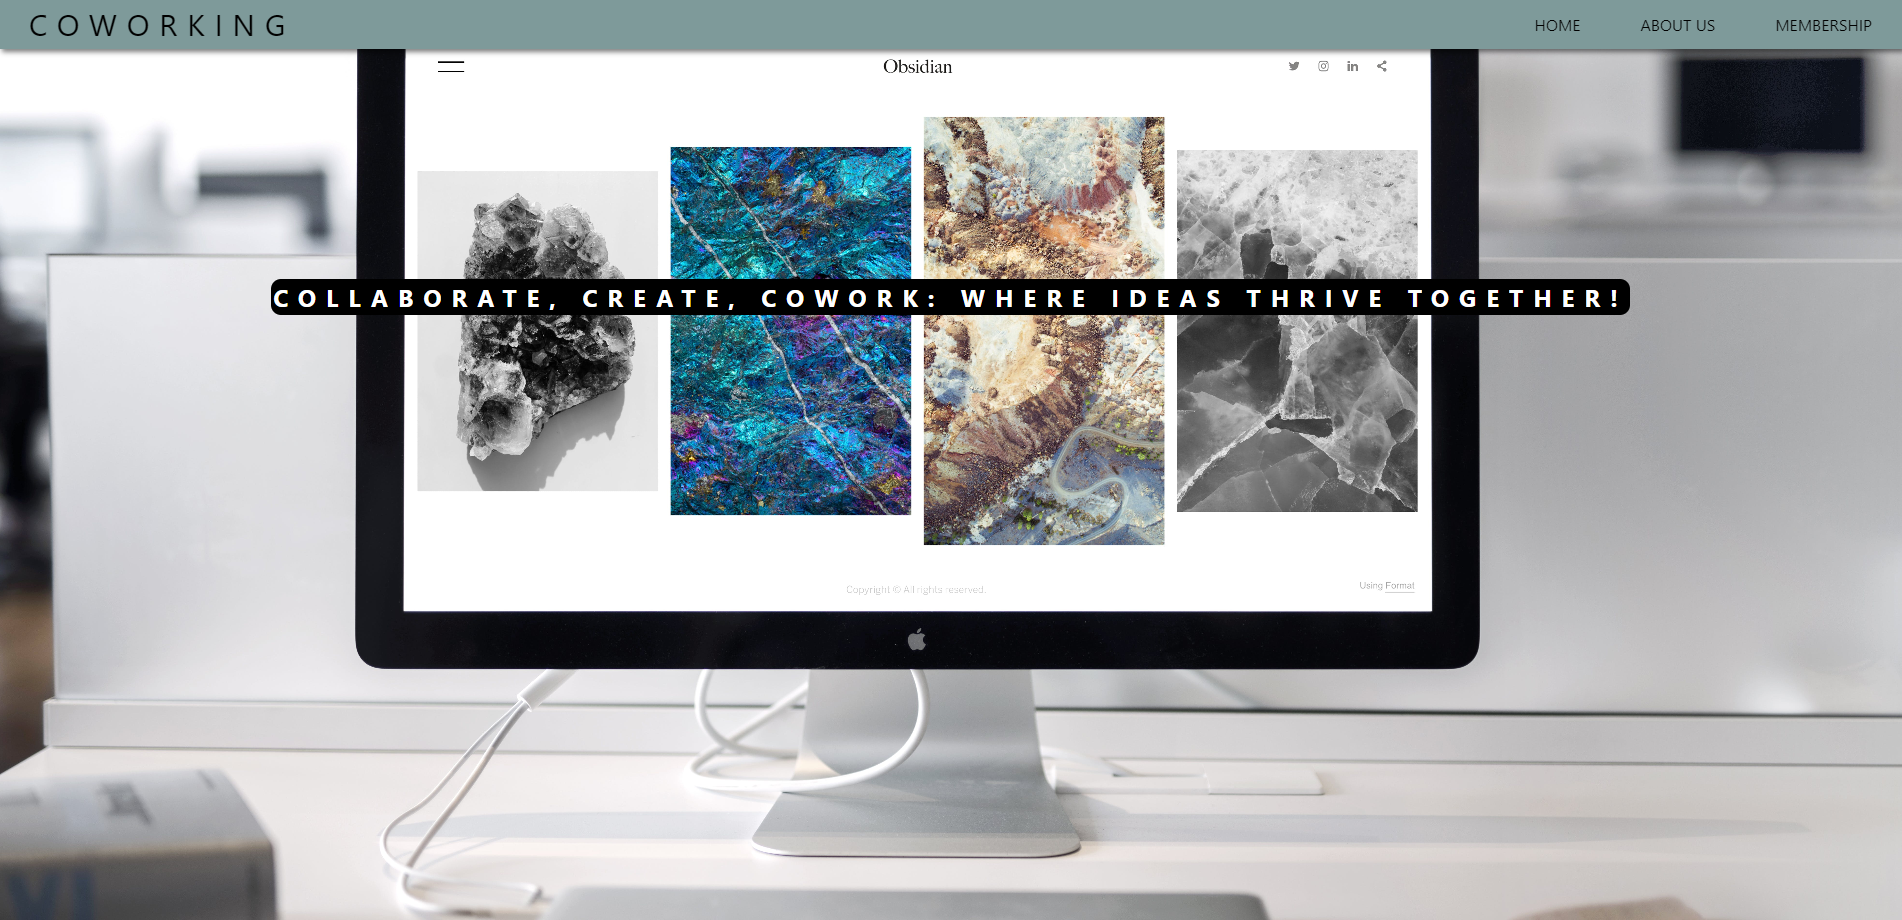 COWORKING
HOME ABOUT US MEMBERSHIP
Obsidian
COLLABORATE, CREATE, COWORK: WHERE IDEAS THRIVE TOGETHER!
Copyright © All rights reserved.
Using Format